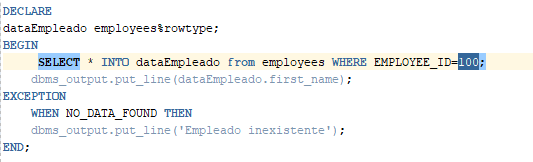 DECLARE
dataEmpleado employees%rowtype;
BEGIN
SELECT * INTO dataEmpleado from employees WHERE EMPLOYEE_ID=100;
dbms_output.put_line(dataEmpleado.first_name);
EXCEPTION
WHEN NO_DATA_FOUND THEN
dbms_output.put_line('Empleado inexistente');
END;